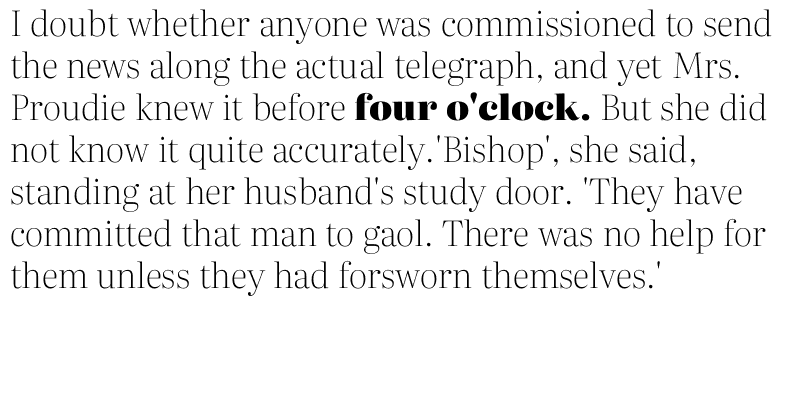 I doubt whether anyone was commissioned to send
the news along the actual telegraph, and yet Mrs.
Proudie knew it before four o'clock. But she did
not know it quite accurately.'Bishop', she said,
standing at her husband's study door. 'They have
committed that man to gaol. There was no help for
them unless they had forsworn themselves.'